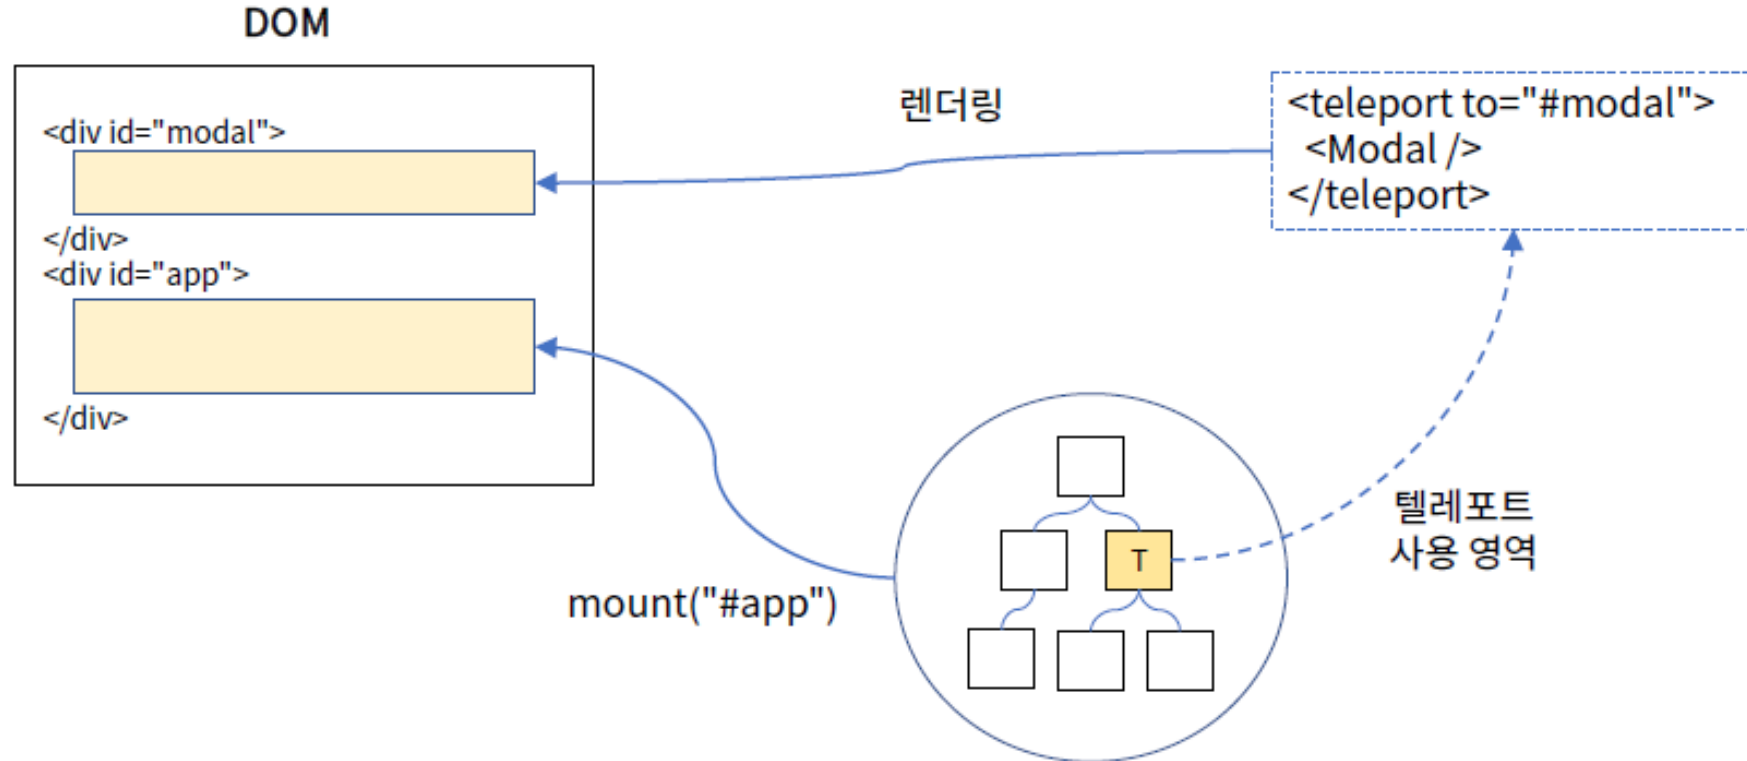 DOM
<div id="modal">
</div>
<div id="app">
</div>
렌더링
<teleport to="#modal">
<Modal />
</teleport>
mount("#app")
T
텔레포트
사용 영역